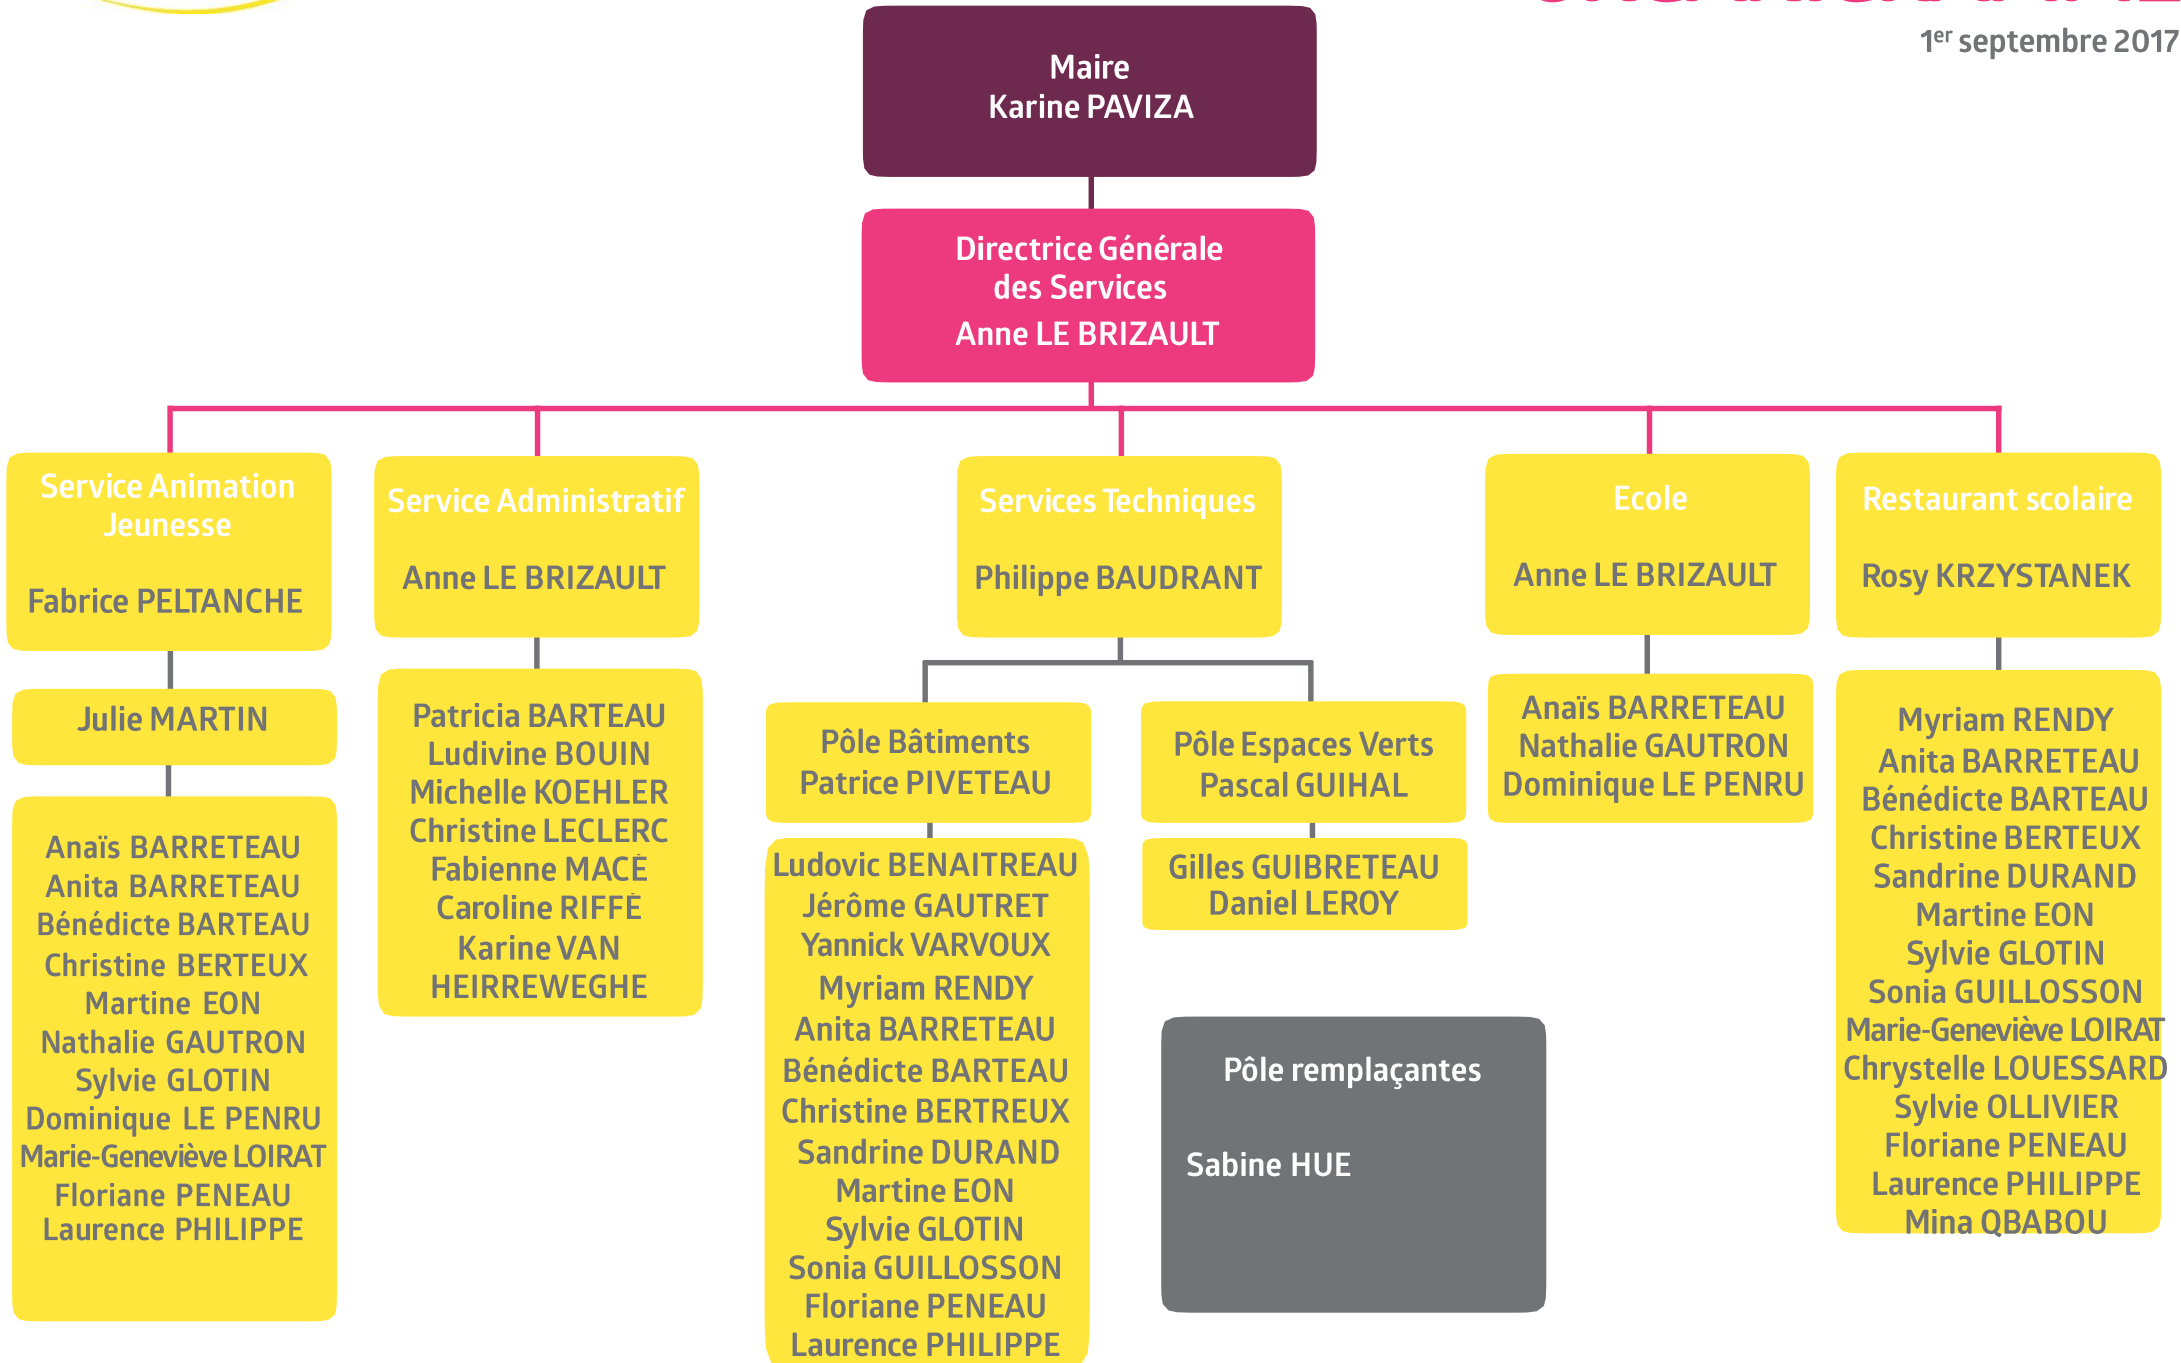 1er septembre 2017
Maire
Karine PAVIZA
Directrice Générale
des Services
Anne LE BRIZAULT
Service Animation
Jeunesse
Fabrice PELTANCHE
Julie MARTIN
Anaïs BARRETEAU
Anita BARRETEAU
Bénédicte BARTEAU
Christine BERTEUX
Martine EON
Nathalie GAUTRON
Sylvie GLOTIN
Dominique LE PENRU
Marie-Geneviève LOIRAT
Floriane PENEAU
Laurence PHILIPPE
Service Administratif
Anne LE BRIZAULT
Patricia BARTEAU
Ludivine BOUIN
Michelle KOEHLER
Christine LECLERC
Fabienne MACÉ
Caroline RIFFÉ
Karine VAN
HEIRREWEGHE
Services Techniques
Philippe BAUDRANT
Pôle Bâtiments
Patrice PIVETEAU
Ludovic BENAITREAU
Jérôme GAUTRET
Yannick VARVOUX
Myriam RENDY
Anita BARRETEAU
Bénédicte BARTEAU
Christine BERTREUX
Sandrine DURAND
Martine EON
Sylvie GLOTIN
Sonia GUILLOSSON
Floriane PENEAU
Laurence PHILIPPE
Pôle Espaces Verts
Pascal GUIHAL
Gilles GUIBRETEAU
Daniel LEROY
Pôle remplaçantes
Sabine HUE
Ecole
Anne LE BRIZAULT
Anaïs BARRETEAU
Nathalie GAUTRON
Dominique LE PENRU
Restaurant scolaire
Rosy KRZYSTANEK
Myriam RENDY
Anita BARRETEAU
Bénédicte BARTEAU
Christine BERTEUX
Sandrine DURAND
Martine EON
Sylvie GLOTIN
Sonia GUILLOSSON
Marie-Geneviève LOIRAT
Chrystelle LOUESSARD
Sylvie OLLIVIER
Floriane PENEAU
Laurence PHILIPPE
Mina QBABOU